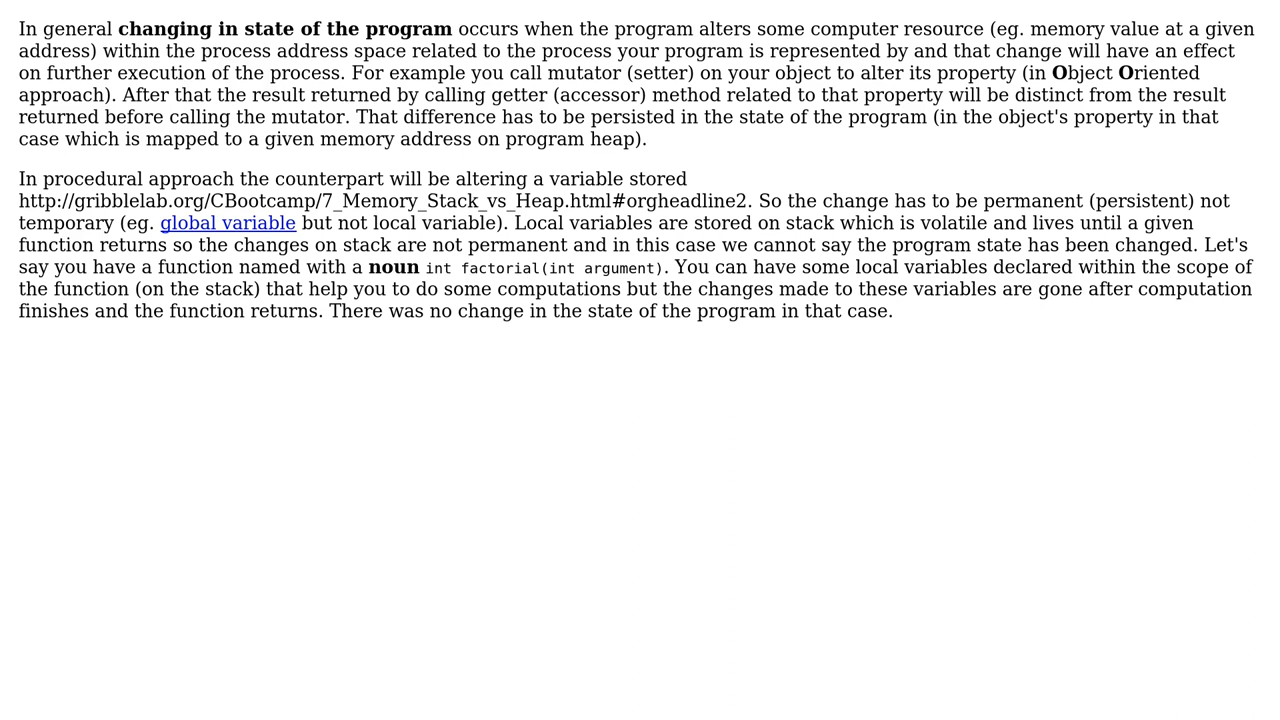 In general changing in state of the program occurs when the program alters some computer resource (eg. memory value at a given
address) within the process address space related to the process your program is represented by and that change will have an effect
on further execution of the process. For example you call mutator (setter) on your object to alter its property (in Object Oriented
approach). After that the result returned by calling getter (accessor) method related to that property will be distinct from the result
returned before calling the mutator. That difference has to be persisted in the state of the program (in the object's property in that
case which is mapped to a given memory address on program heap).
In procedural approach the counterpart will be altering a variable stored
http://gribblelab.org/CBootcamp/7_Memory_Stack_vs_Heap.html#orgheadline2. So the change has to be permanent (persistent) not
temporary (eg. global variable but not local variable). Local variables are stored on stack which is volatile and lives until a given
function returns so the changes on stack are not permanent and in this case we cannot say the program state has been changed. Let's
say you have a function named with a noun int factorial(int argument). You can have some local variables declared within the scope of
the function (on the stack) that help you to do some computations but the changes made to these variables are gone after computation
finishes and the function returns. There was no change in the state of the program in that case.